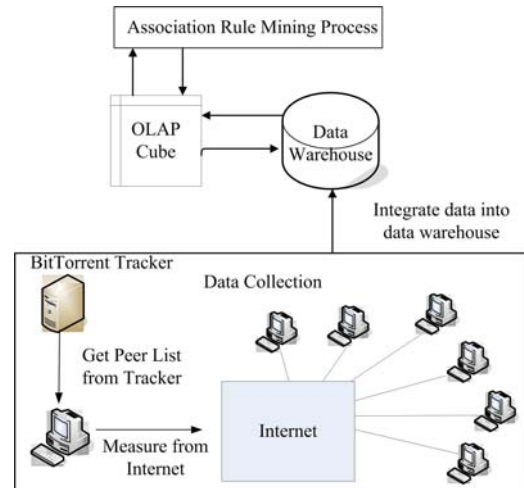 Association Rule Mining Process
OLAP
Cube
Data
Warehouse
Integrate data into
data warehouse
BitTorrent Tracker
Data Collection
Get Peer List
from Tracker
Measure from
Internet
Internet